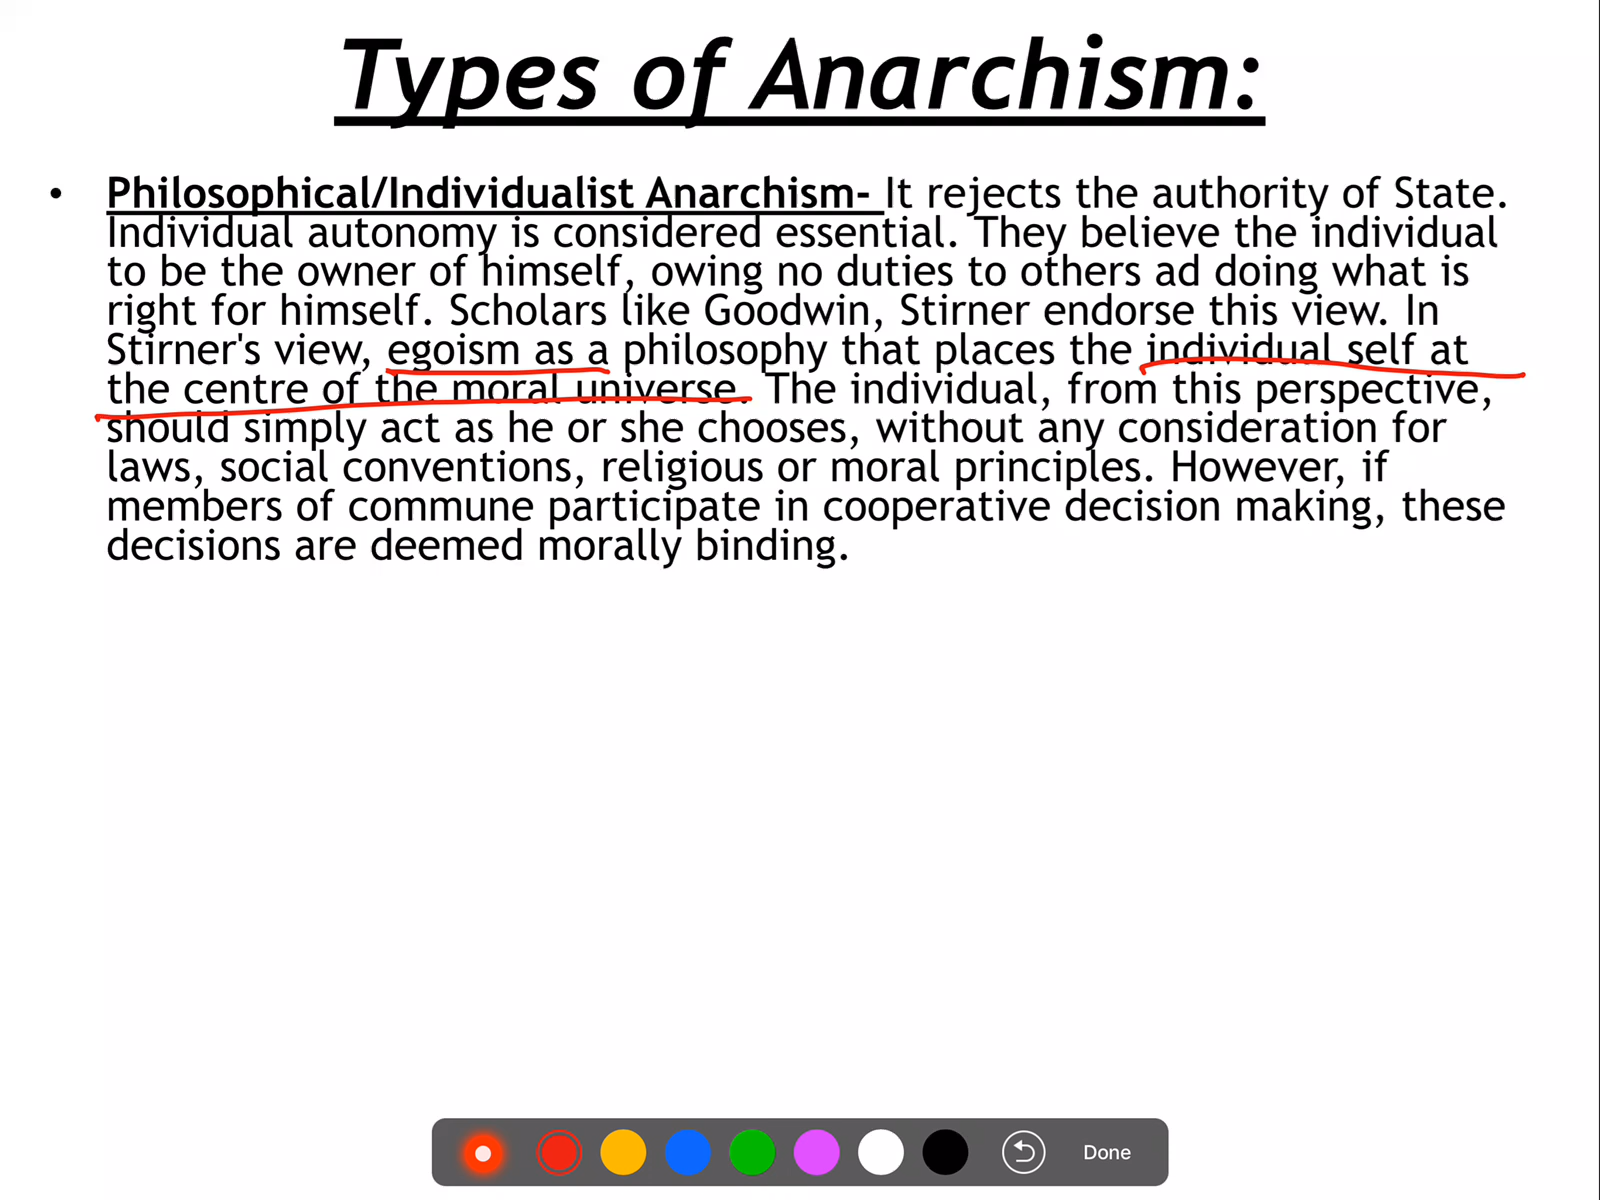 Types of Anarchism:
• Philosophical/Individualist Anarchism- It rejects the authority of State.
Individual autonomy is considered essential. They believe the individual
to be the owner of himself, owing no duties to others ad doing what is
right for himself. Scholars like Goodwin, Stirner endorse this view. In
Stirner's view, egoism as a philosophy that places the individual self at
the centre of the moral universe. The individual, from this perspective,
should simply act as he or she chooses, without any consideration for
laws, social conventions, religious or moral principles. However, if
members of commune participate in cooperative decision making, these
decisions are deemed morally binding.
Done